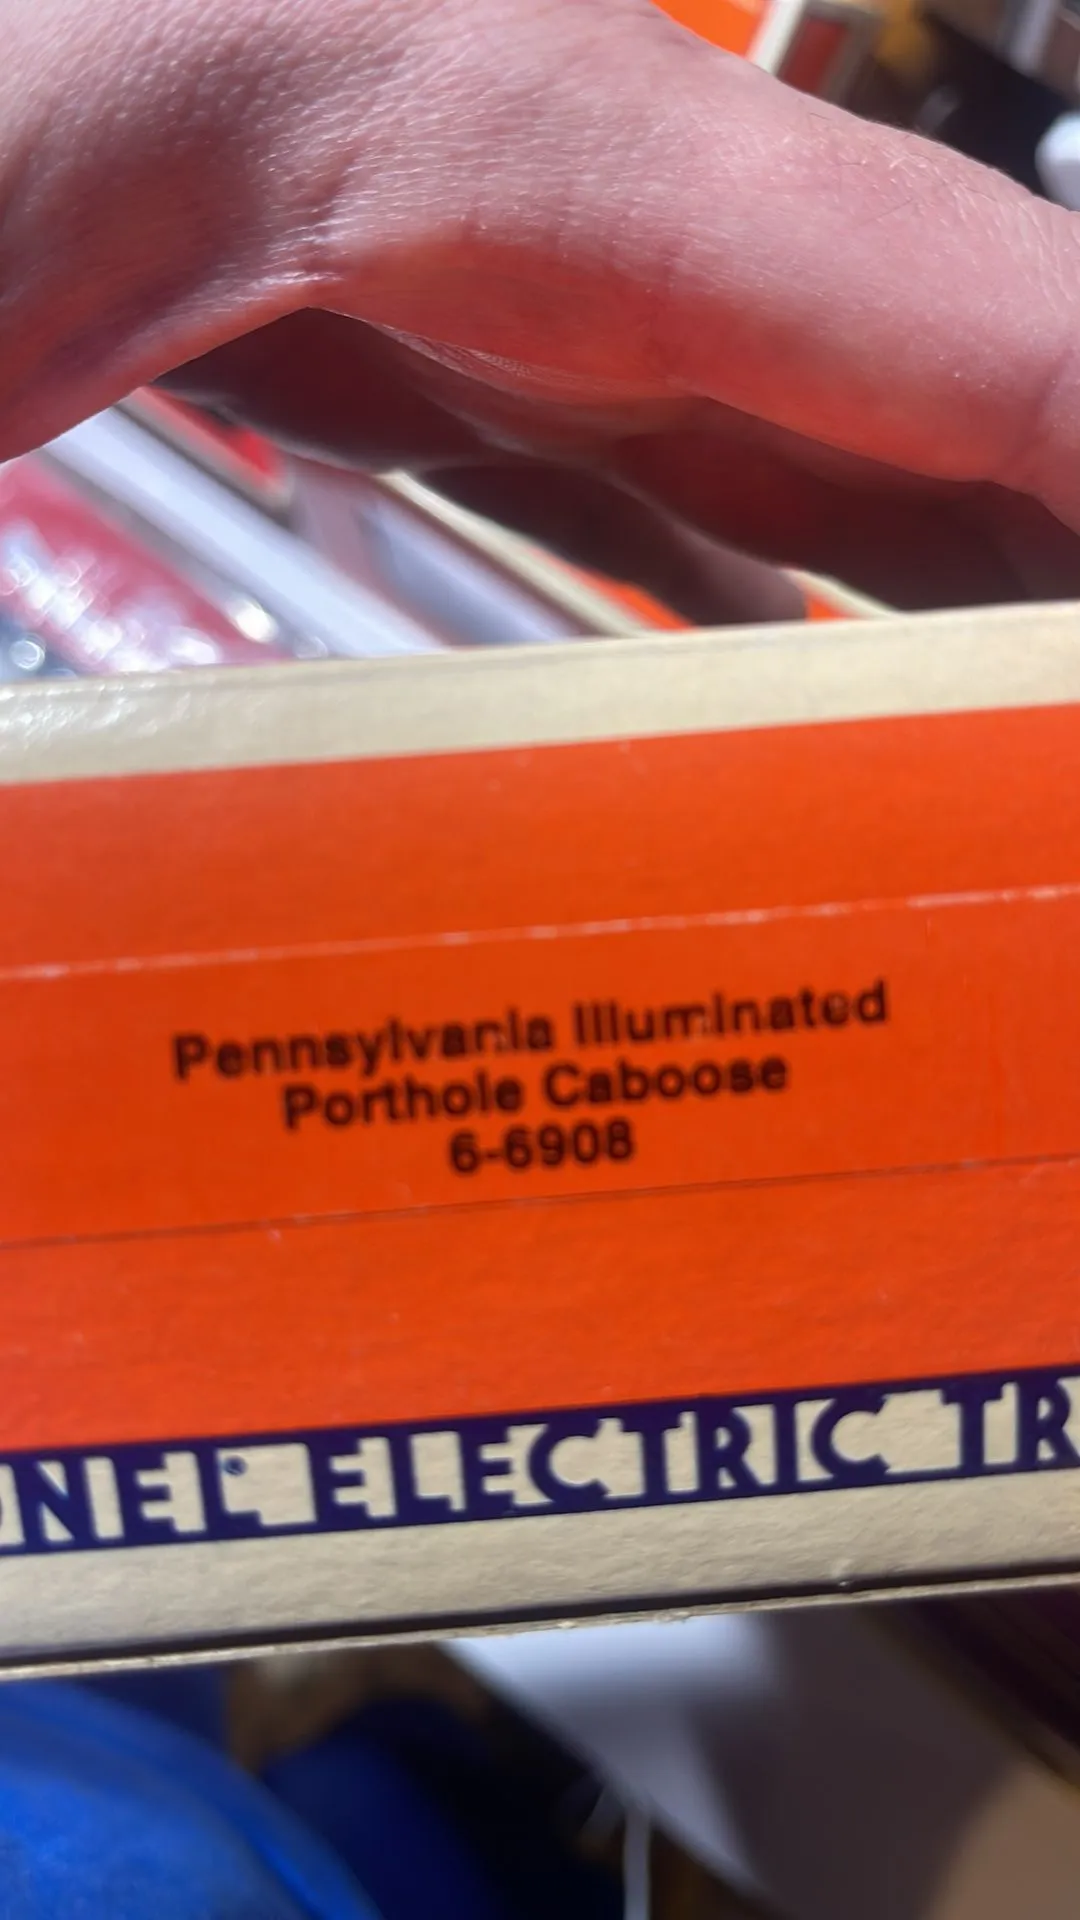 Pennsylvania Illuminated
Porthole Caboose
6-6908
ONEL ELECTRIC TR